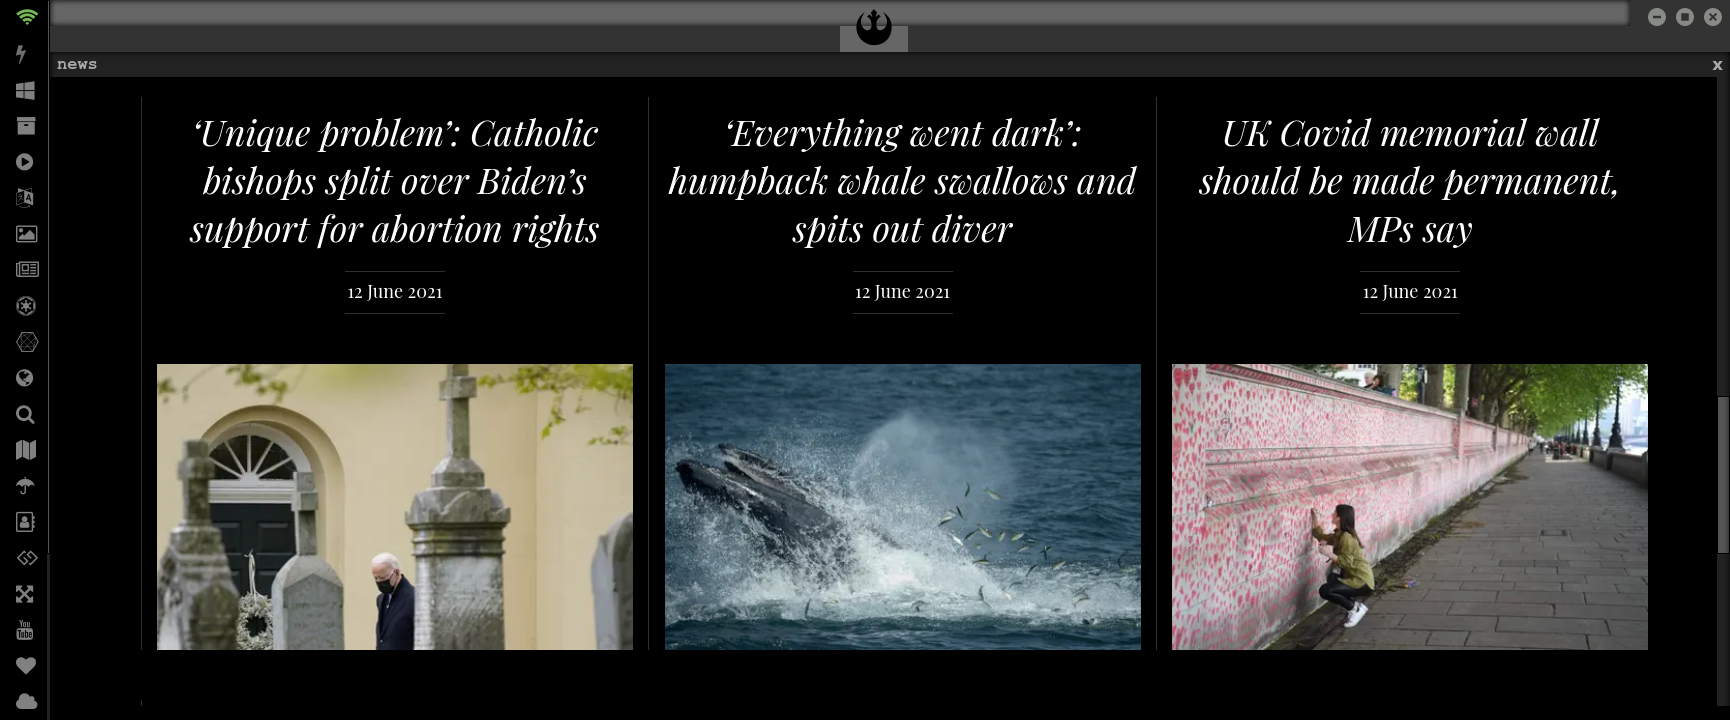 news
x
‘Unique problem’: Catholic
bishops split over Biden’s
support for abortion rights
12 June 2021
‘Everything went dark’:
humpback whale swallows and
spits out diver
12 June 2021
UK Covid memorial wall
should be made permanent,
MPs say
12 June 2021
You
Tube